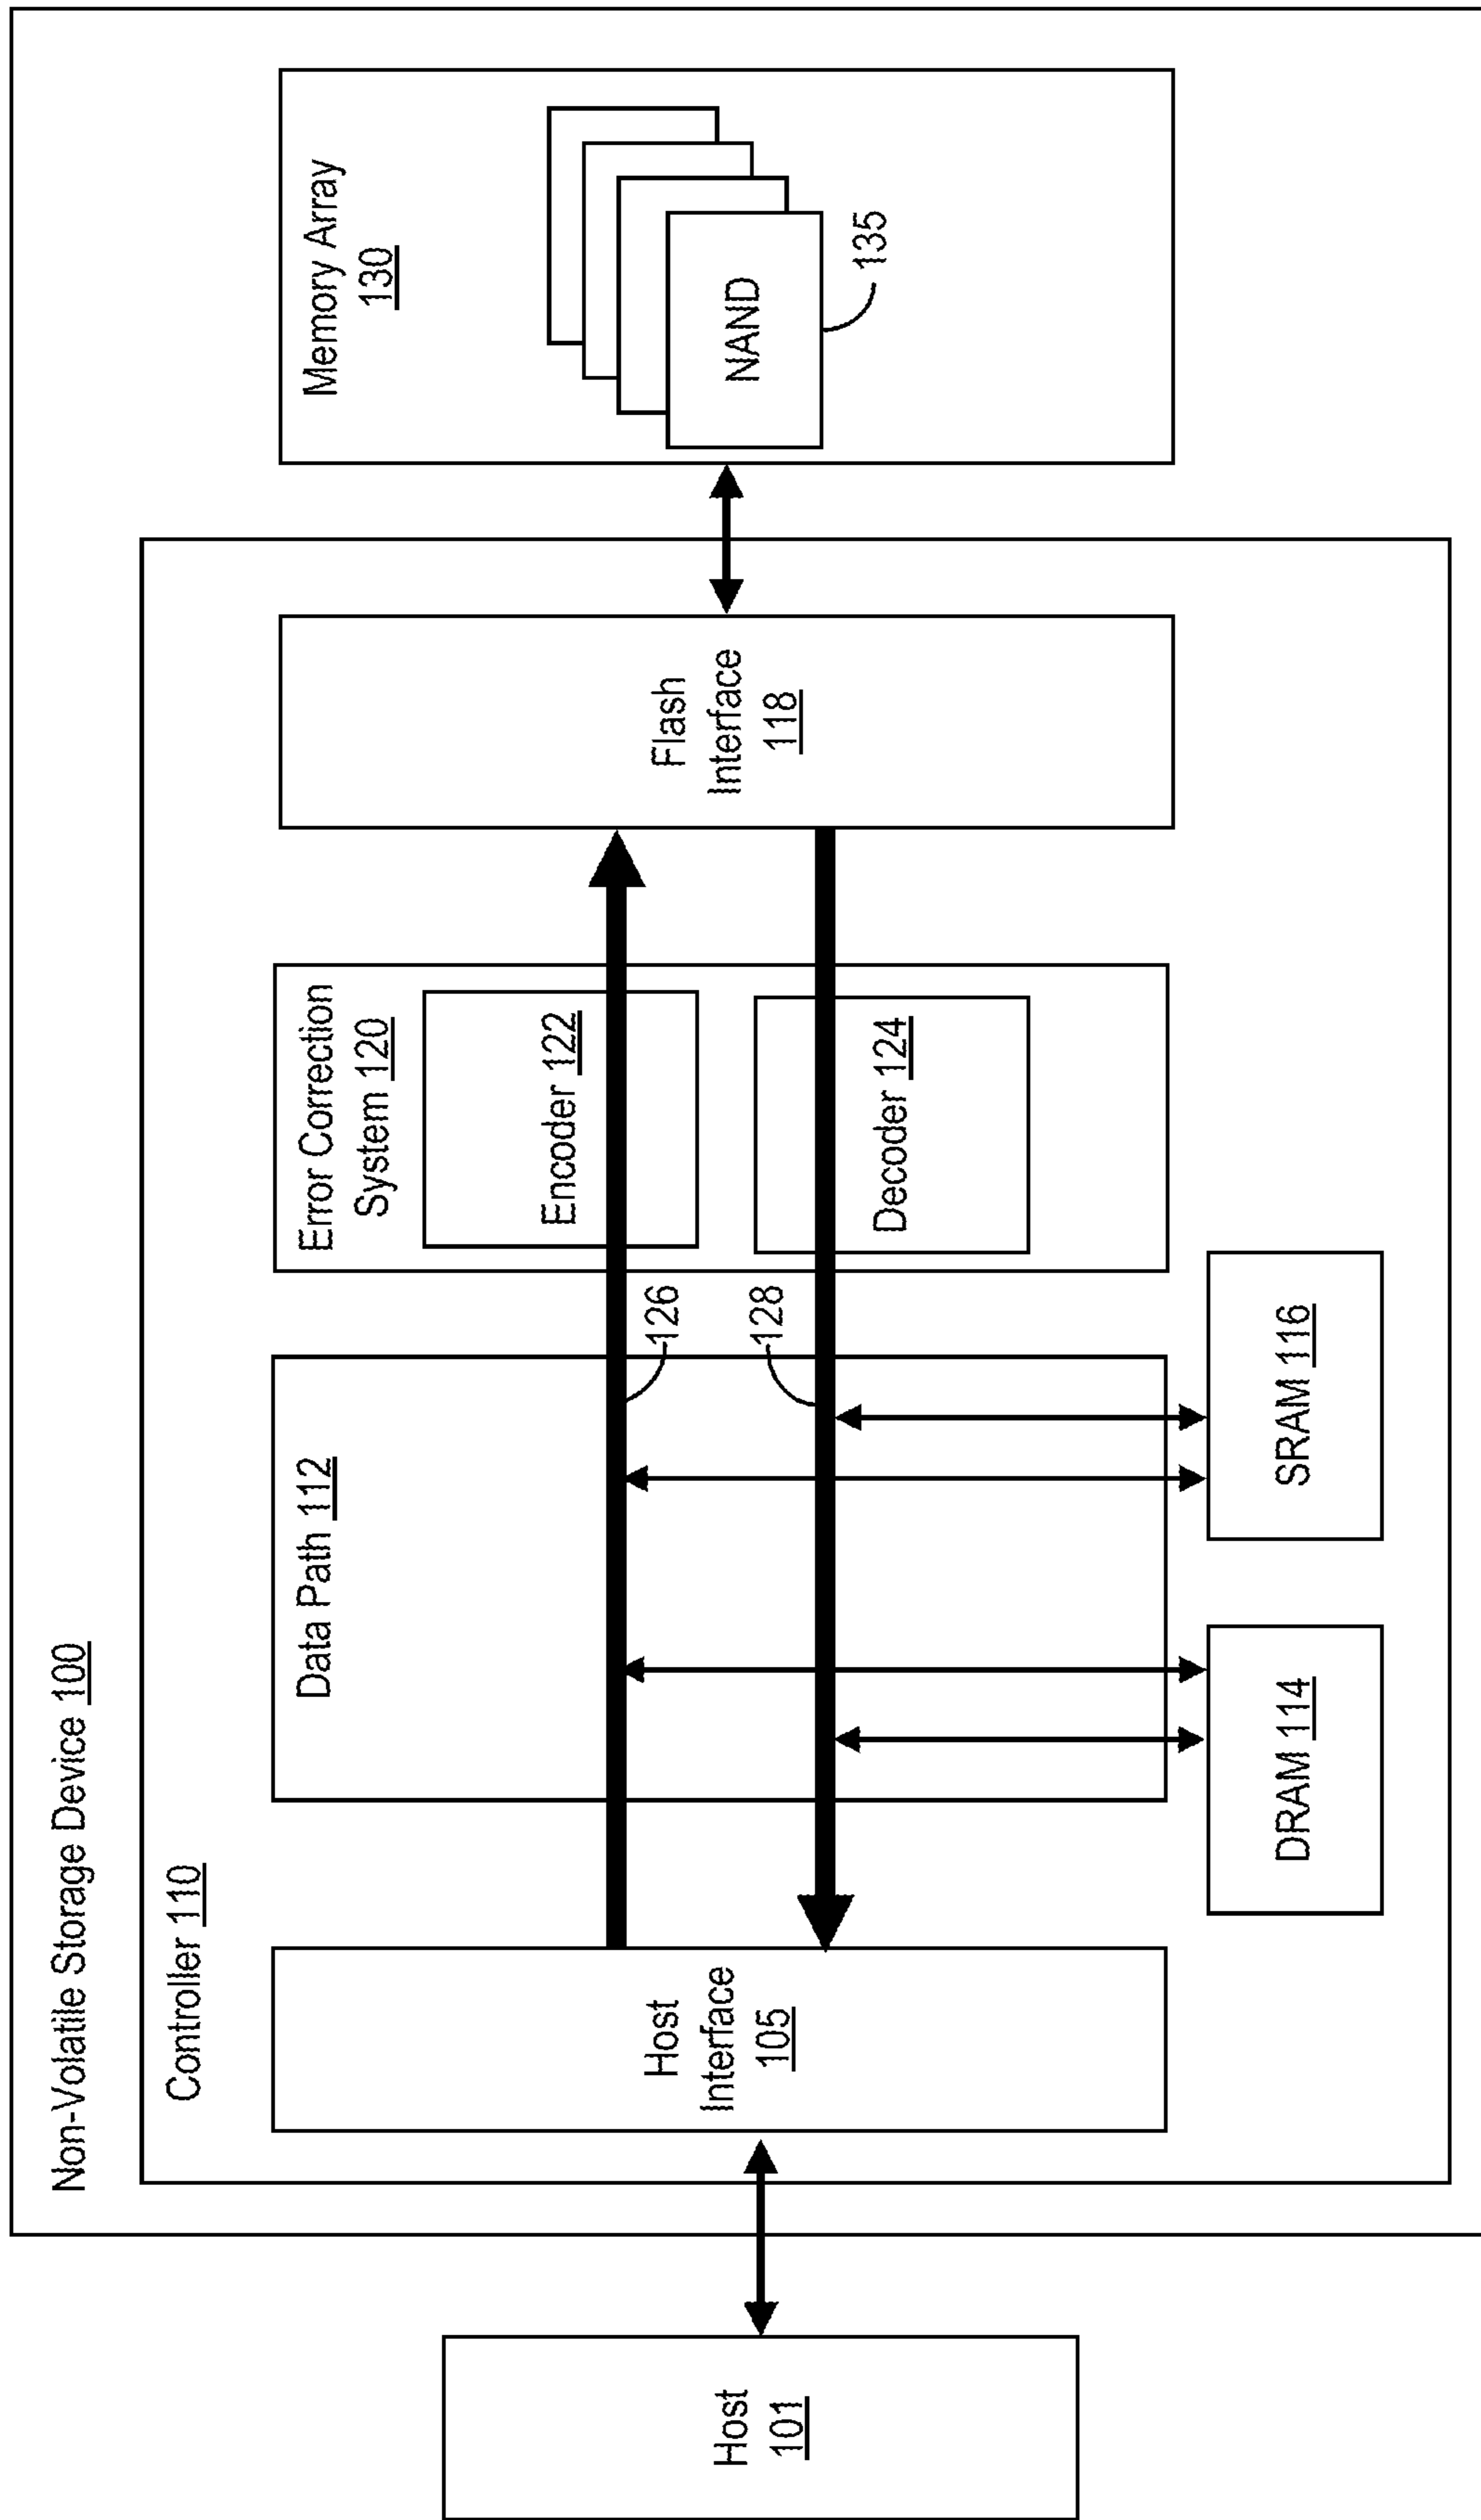 Non-Volatile Storage Device 100
Controller 110
Host
101
Host
Interface
105
Data Path 112
126
128
DRAM 114
SRAM 116
Error Correction
System 120
Encoder 122
Decoder 124
Flash
Interface
118
Memory Array
130
NAND
135